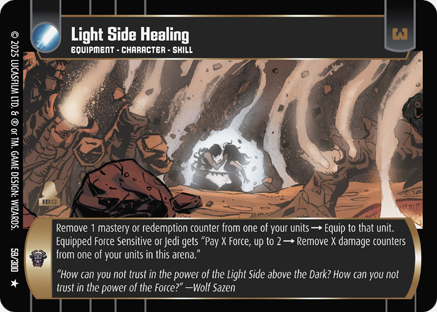 Light Side Healing
EQUIPMENT - CHARACTER - SKILL
3
Remove 1 mastery or redemption counter from one of your units → Equip to that unit.
Equipped Force Sensitive or Jedi gets "Pay X Force, up to 2 → Remove X damage counters
from one of your units in this arena."
"How can you not trust in the power of the Light Side above the Dark? How can you not
trust in the power of the Force?" —Wolf Sazen
© 2025 LUCASFILM LTD. & ® or TM. GAME DESIGN: WIZARDS.
59/300